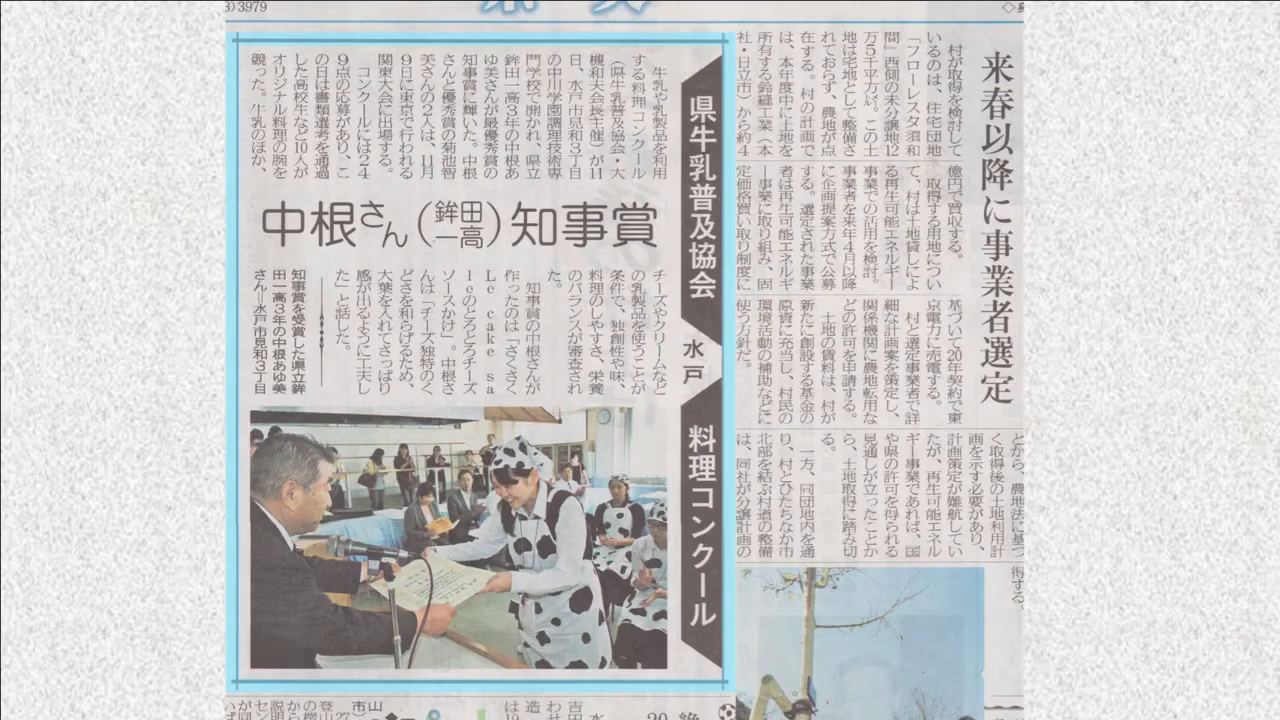 3979
県牛乳普及協会
水戸
料理コンクール
中根さん(鉾田一高)知事賞
牛乳や乳製品を利用
する料理コンクール
(県牛乳普及協会・大
槻和夫会長主催)が11
日、水戸市見和3丁目
の中川学園調理技術専
門学校で開かれ、県立
鉾田一高3年の中根あ
ゆ美さんが最優秀賞の
知事賞に輝いた。中根
さんと優秀賞の菊池智
美さんの2人は、11月
9日に東京で行われる
関東大会に出場する。
コンクールには24
9点の応募があり、こ
の日は書類選考を通過
した高校生など10人が
オリジナル料理の腕を
競った。牛乳のほか、
チーズやクリームなど
の乳製品を使うことが
条件で、独創性や味、
料理のしやすさ、栄養
のバランスが審査され
た。
知事賞の中根さんが
作ったのは「さくさく
Le cake sa
leのとろとろチーズ
ソースかけ」。中根さ
んは「チーズ独特のく
どさを和らげるため、
大葉を入れてさっぱり
感が出るように工夫し
た」と話した。
知事賞を受賞した県立鉾
田一高3年の中根あゆ美
さん=水戸市見和3丁目
来春以降に事業者選定
村が取得を検討して
いるのは、住宅団地
「フローレスタ須和
間」西側の未分譲地12
万5千平方㍍。この土
地は宅地として整備さ
れておらず、農地が点
在する。村の計画で
は、本年度中に土地を
所有する鈴縫工業(本
社・日立市)から約4
億円で買収する。
取得する用地につい
て、村は土地貸しによ
る再生可能エネルギー
事業での活用を検討。
事業者を来年4月以降
に企画提案方式で公募
する。選定された事業
者は再生可能エネルギ
ー事業に取り組み、固
定価格買い取り制度に
基づいて20年契約で東
京電力に売電する。
村と選定事業者で詳
細な計画案を策定し、
関係機関に農地転用な
どの許可を申請する。
土地の賃料は、村が
新たに創設する基金の
原資に充当し、村民の
環境活動の補助などに
使う方針だ。
とから、農地法に基づ
く取得後の土地利用計
画を示す必要があり、
計画策定が難航してい
たが、再生可能エネル
ギー事業であれば、国
や県の許可を得られる
見通しが立ったことか
ら、土地取得に踏み切
る。
一方、同団地内を通
り、村とひたちなか市
北部を結ぶ村道の整備
は、同社が分譲計画の
得する。